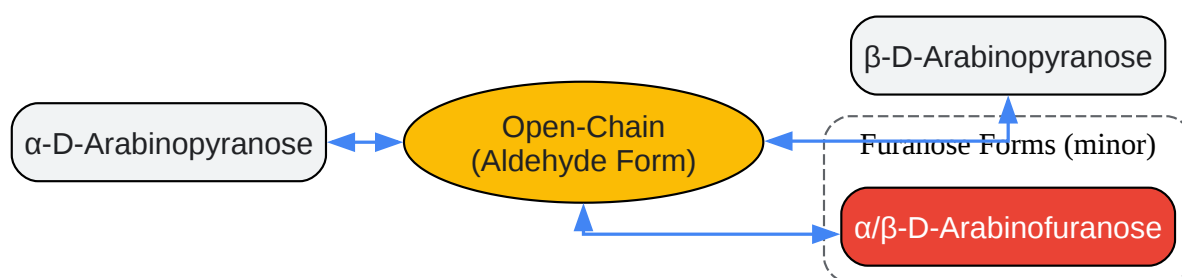 β-D-Arabinopyranose
α-D-Arabinopyranose
Open-Chain
(Aldehyde Form)
Furanose Forms (minor)
α/β-D-Arabinofuranose